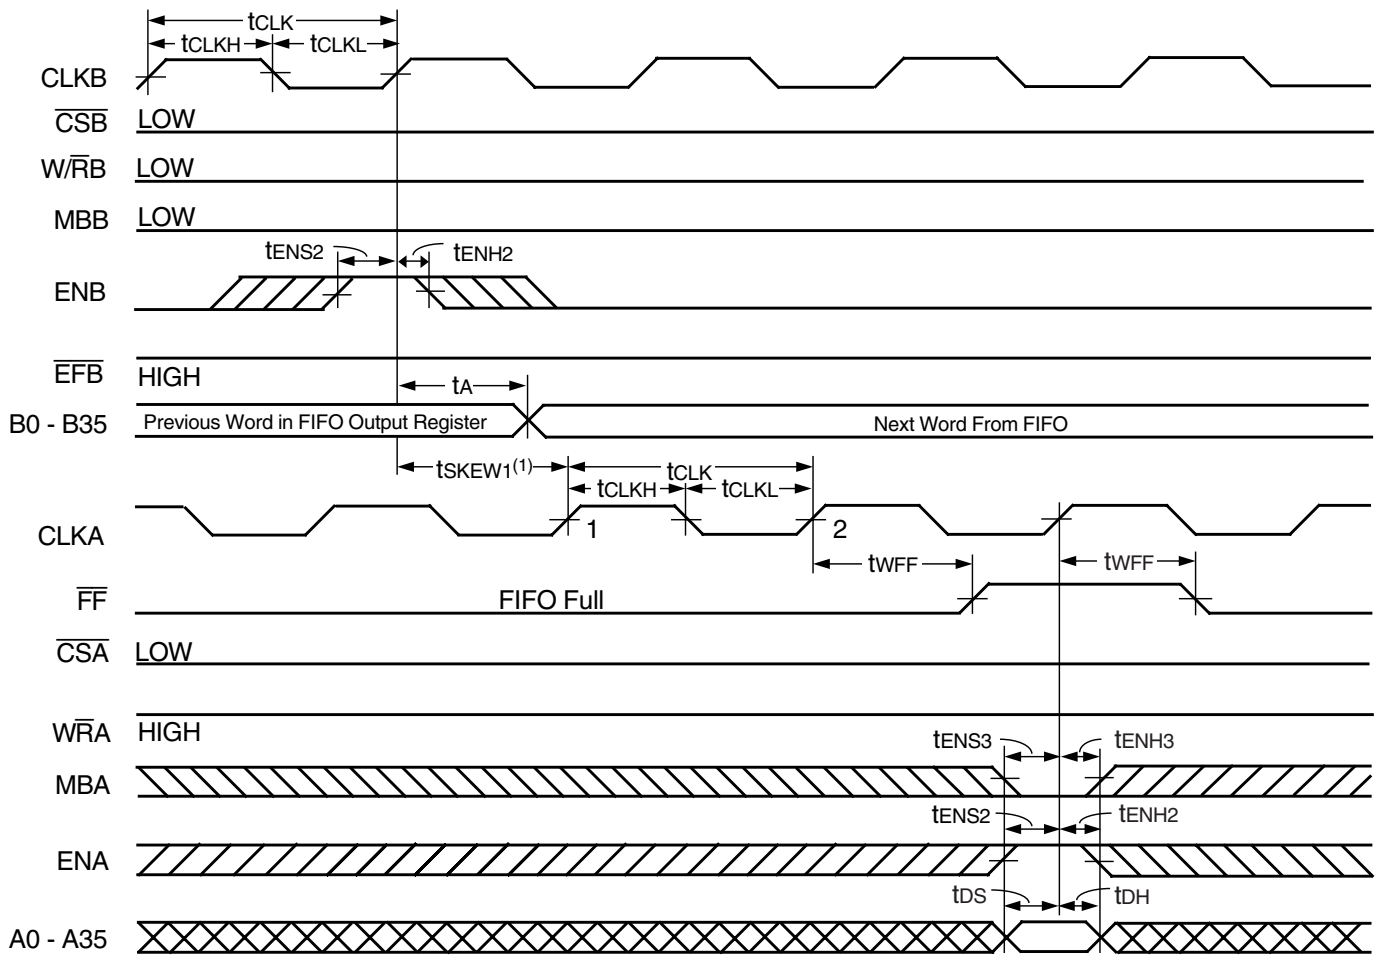 tCLK
tCLKH tCLKL
CLKB
CSB LOW
W/RB LOW
MBB LOW
tENS2 tENH2
ENB
EFB HIGH
tA
B0 - B35 Previous Word in FIFO Output Register Next Word From FIFO
tSKEW1(1) tCLK
tCLKH tCLKL
CLKA 1 2
tWFF tWFF
FF FIFO Full
CSA LOW
WRA HIGH
tENS3 tENH3
MBA
tENS2 tENH2
ENA
tDS tDH
A0 - A35